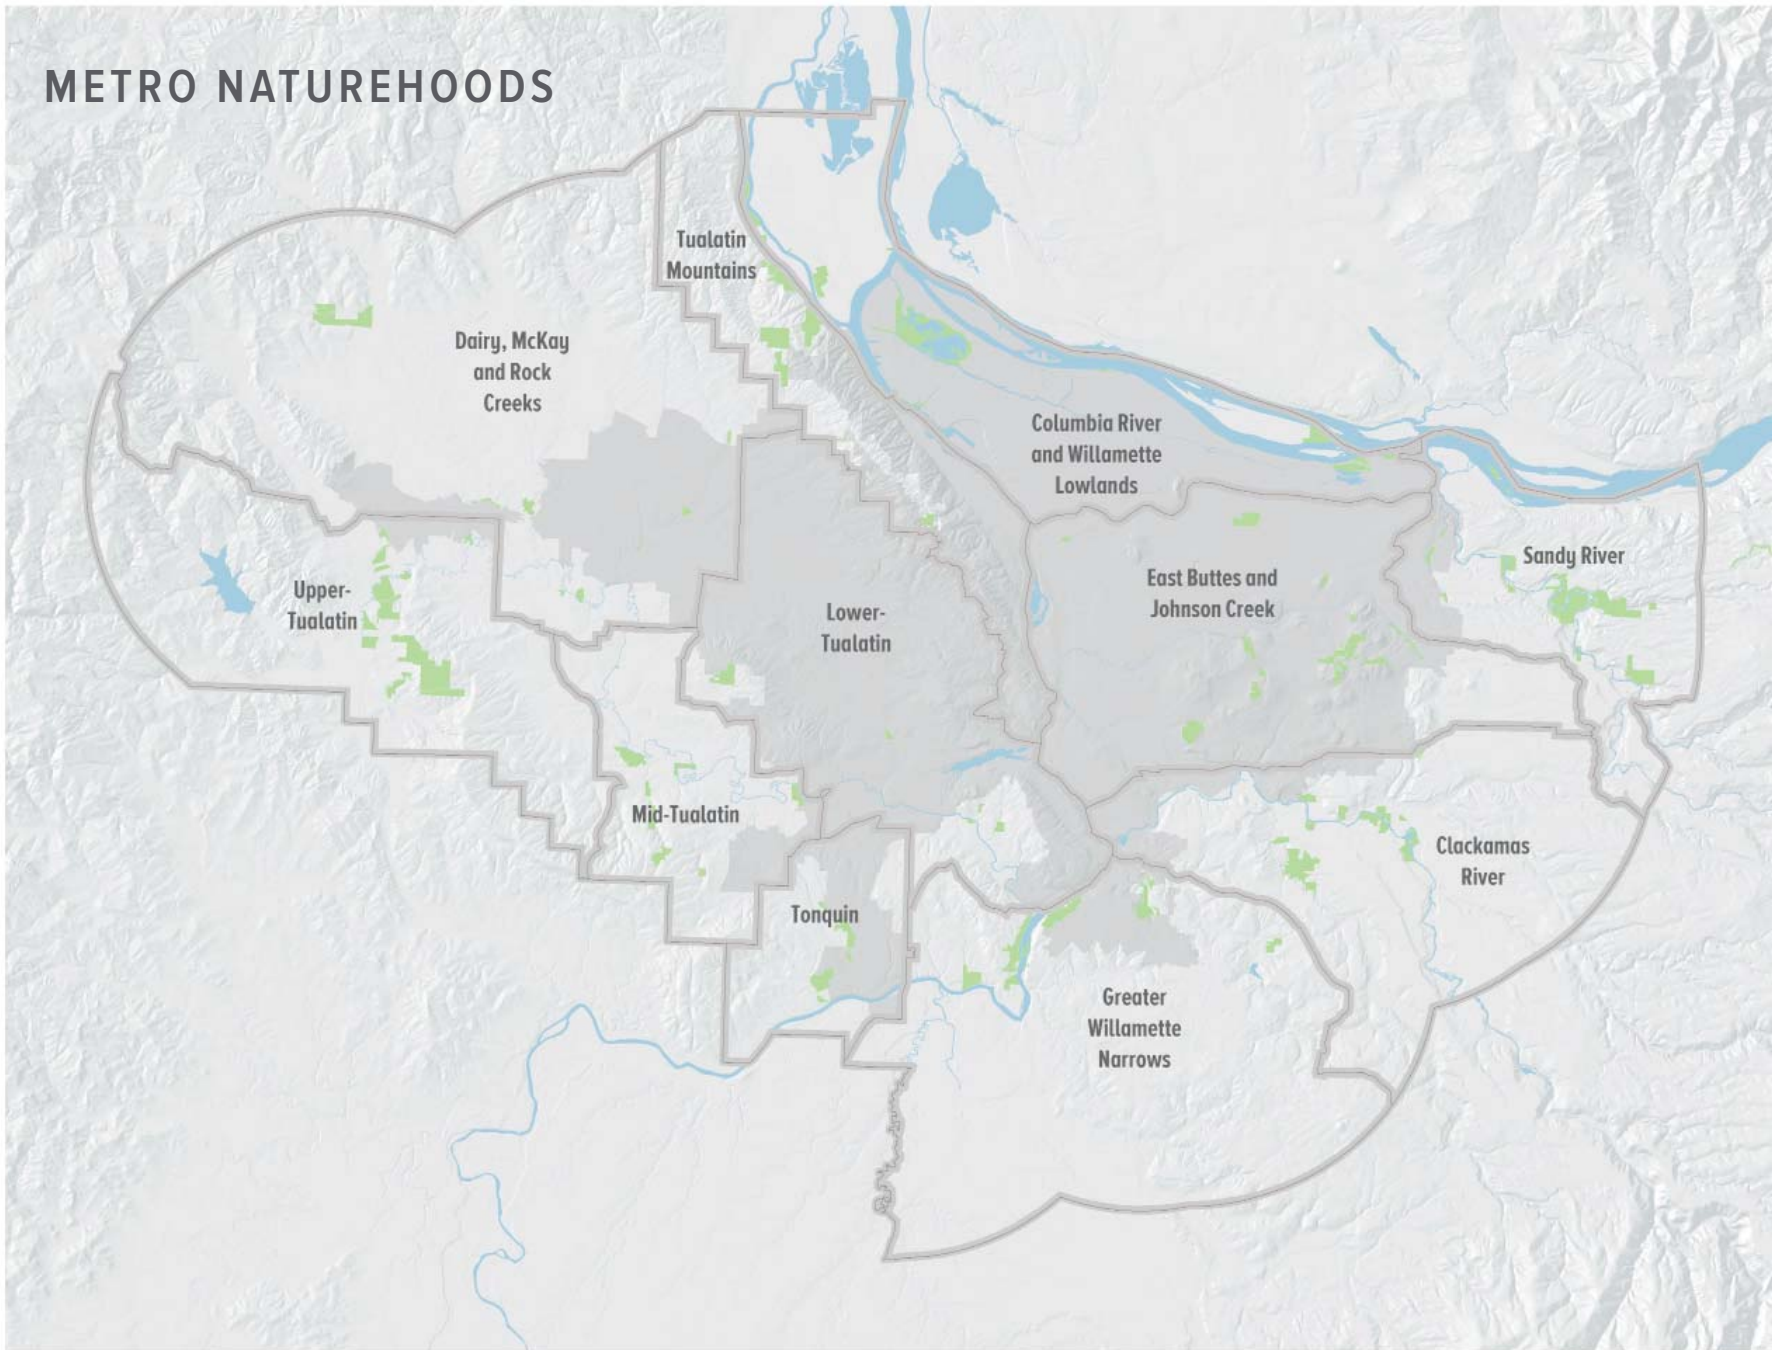 METRO NATUREHOODS
Tualatin
Mountains
Dairy, McKay
and Rock
Creeks
Columbia River
and Willamette
Lowlands
Sandy River
East Buttes and
Johnson Creek
Upper-
Tualatin
Lower-
Tualatin
Mid-Tualatin
Clackamas
River
Tonquin
Greater
Willamette
Narrows